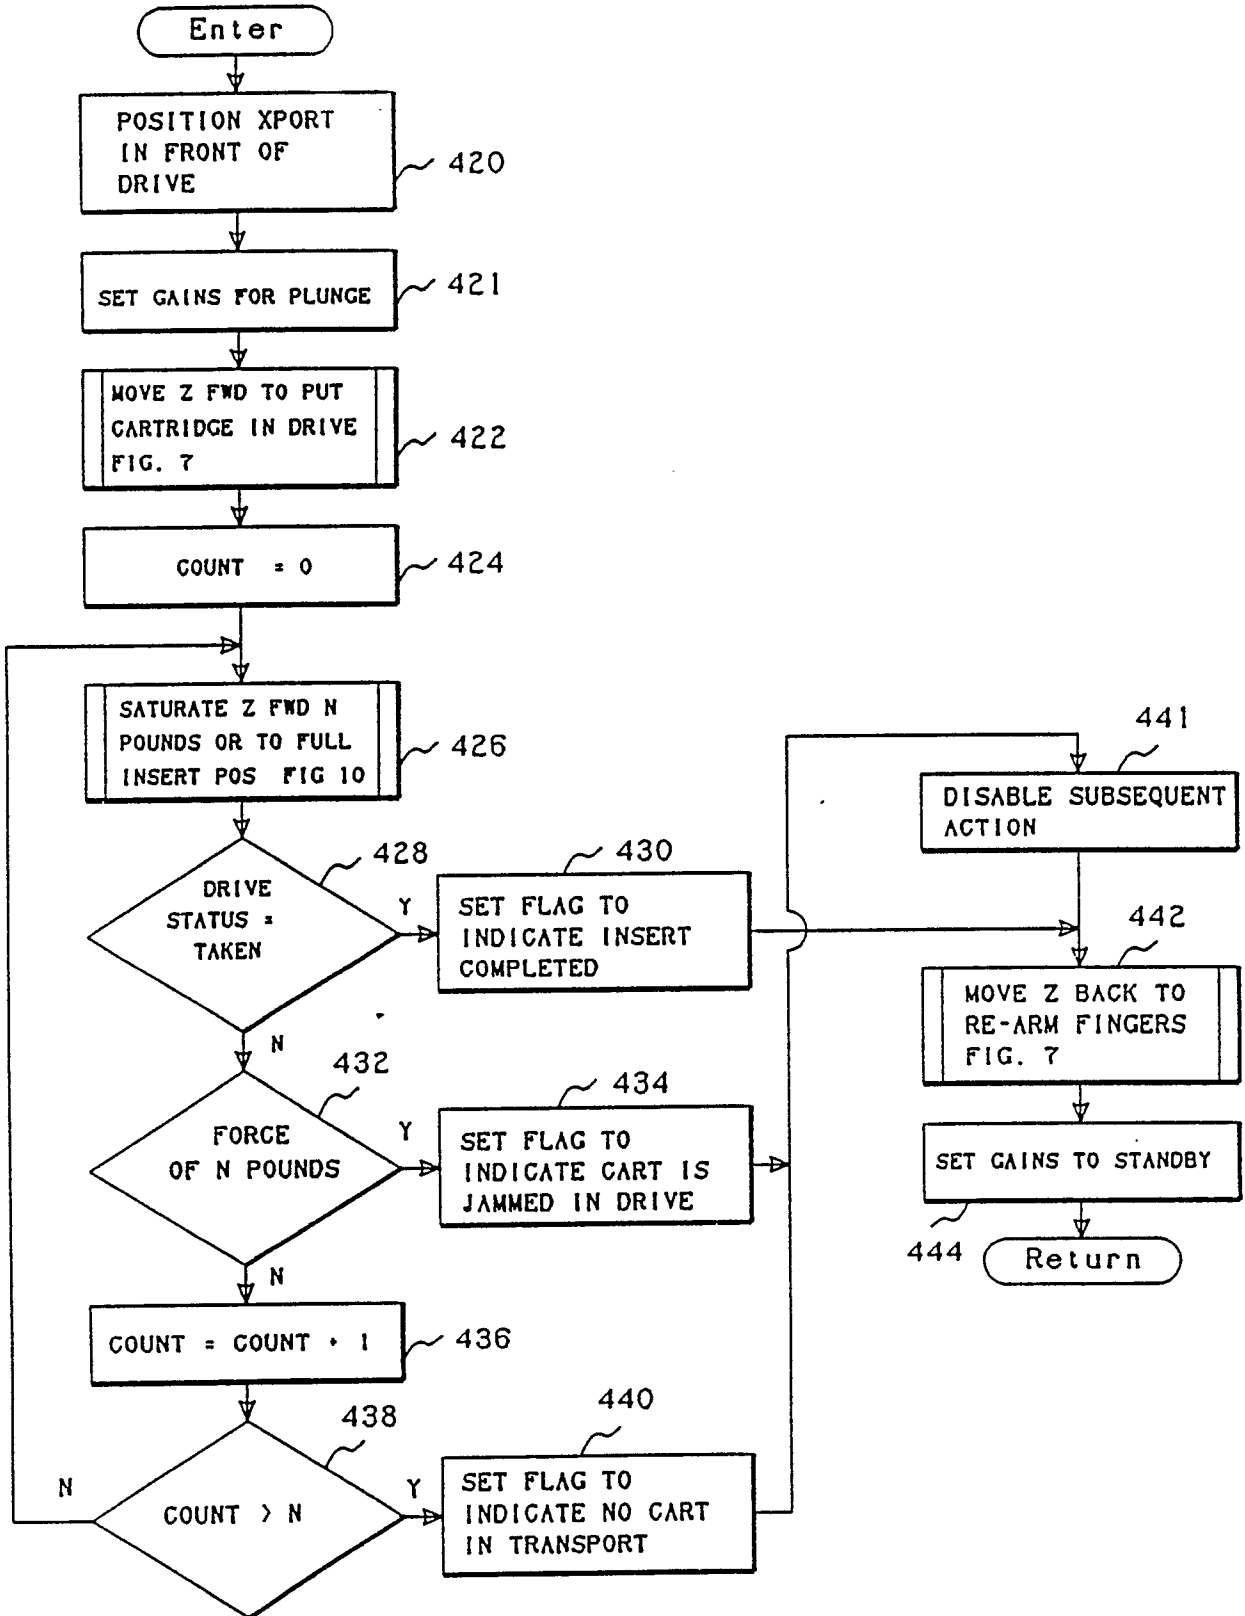 Enter
POSITION XPORT
IN FRONT OF
DRIVE
420
SET GAINS FOR PLUNGE
421
MOVE Z FWD TO PUT
CARTRIDGE IN DRIVE
FIG. 7
422
COUNT = 0
424
SATURATE Z FWD N
POUNDS OR TO FULL
INSERT POS FIG 10
426
DRIVE
STATUS =
TAKEN
428
Y
N
SET FLAG TO
INDICATE INSERT
COMPLETED
430
FORCE
OF N POUNDS
432
Y
N
SET FLAG TO
INDICATE CART IS
JAMMED IN DRIVE
434
COUNT = COUNT + 1
436
COUNT > N
438
N
Y
SET FLAG TO
INDICATE NO CART
IN TRANSPORT
440
441
DISABLE SUBSEQUENT
ACTION
442
MOVE Z BACK TO
RE-ARM FINGERS
FIG. 7
SET GAINS TO STANDBY
444
Return